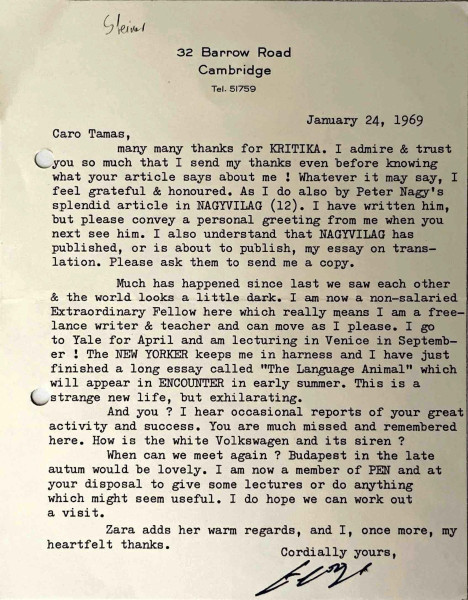 Steiner
32 Barrow Road
Cambridge
Tel. 51759
January 24, 1969
Caro Tamas,
many many thanks for KRITIKA. I admire & trust
you so much that I send my thanks even before knowing
what your article says about me ! Whatever it may say, I
feel grateful & honoured. As I do also by Peter Nagy's
splendid article in NAGYVILAG (12). I have written him,
but please convey a personal greeting from me when you
next see him. I also understand that NAGYVILAG has
published, or is about to publish, my essay on trans-
lation. Please ask them to send me a copy.
Much has happened since last we saw each other
& the world looks a little dark. I am now a non-salaried
Extraordinary Fellow here which really means I am a free-
lance writer & teacher and can move as I please. I go
to Yale for April and am lecturing in Venice in Septemb-
er ! The NEW YORKER keeps me in harness and I have just
finished a long essay called "The Language Animal" which
will appear in ENCOUNTER in early summer. This is a
strange new life, but exhilarating.
And you ? I hear occasional reports of your great
activity and success. You are much missed and remembered
here. How is the white Volkswagen and its siren ?
When can we meet again ? Budapest in the late
autum would be lovely. I am now a member of PEN and at
your disposal to give some lectures or do anything
which might seem useful. I do hope we can work out
a visit.
Zara adds her warm regards, and I, once more, my
heartfelt thanks.
Cordially yours,